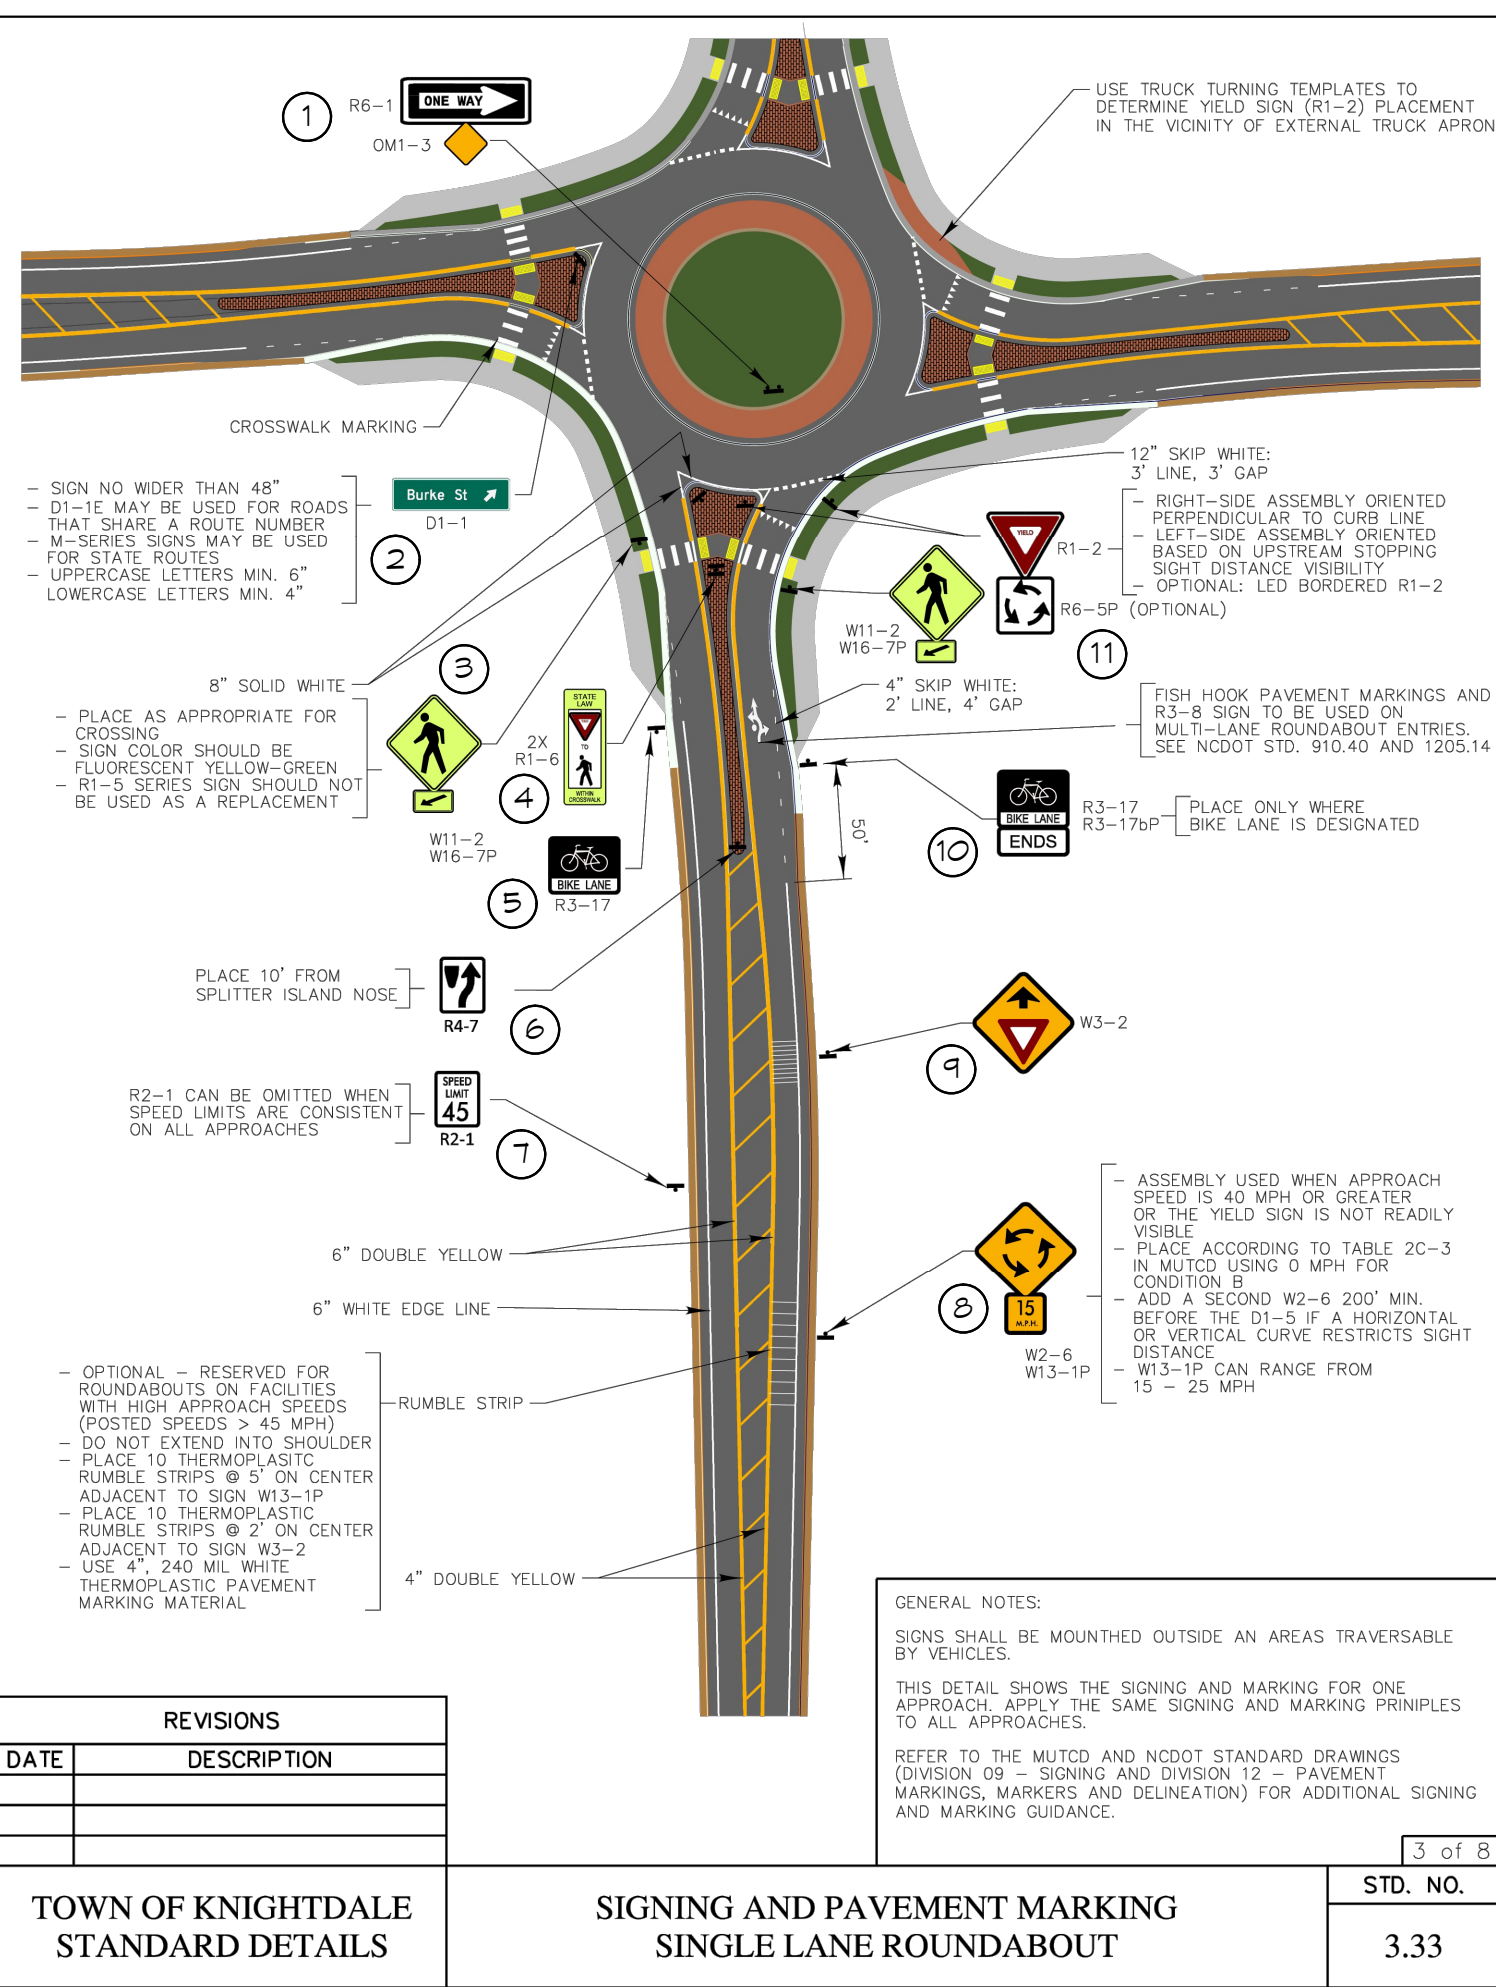 1
R6-1
ONE WAY
OM1-3
USE TRUCK TURNING TEMPLATES TO
DETERMINE YIELD SIGN (R1-2) PLACEMENT
IN THE VICINITY OF EXTERNAL TRUCK APRON
CROSSWALK MARKING
- SIGN NO WIDER THAN 48"
- D1-1E MAY BE USED FOR ROADS
THAT SHARE A ROUTE NUMBER
- M-SERIES SIGNS MAY BE USED
FOR STATE ROUTES
- UPPERCASE LETTERS MIN. 6"
LOWERCASE LETTERS MIN. 4"
Burke St
D1-1
2
12" SKIP WHITE:
3' LINE, 3' GAP
- RIGHT-SIDE ASSEMBLY ORIENTED
PERPENDICULAR TO CURB LINE
- LEFT-SIDE ASSEMBLY ORIENTED
BASED ON UPSTREAM STOPPING
SIGHT DISTANCE VISIBILITY
- OPTIONAL: LED BORDERED R1-2
YIELD
R1-2
R6-5P (OPTIONAL)
11
W11-2
W16-7P
8" SOLID WHITE
3
- PLACE AS APPROPRIATE FOR
CROSSING
- SIGN COLOR SHOULD BE
FLUORESCENT YELLOW-GREEN
- R1-5 SERIES SIGN SHOULD NOT
BE USED AS A REPLACEMENT
W11-2
W16-7P
2X
R1-6
4
STATE
LAW
YIELD
TO
WITHIN
CROSSWALK
4" SKIP WHITE:
2' LINE, 4' GAP
FISH HOOK PAVEMENT MARKINGS AND
R3-8 SIGN TO BE USED ON
MULTI-LANE ROUNDABOUT ENTRIES.
SEE NCDOT STD. 910.40 AND 1205.14
5
BIKE LANE
R3-17
50'
10
BIKE LANE
ENDS
R3-17
R3-17bP
PLACE ONLY WHERE
BIKE LANE IS DESIGNATED
PLACE 10' FROM
SPLITTER ISLAND NOSE
R4-7
6
W3-2
9
R2-1 CAN BE OMITTED WHEN
SPEED LIMITS ARE CONSISTENT
ON ALL APPROACHES
SPEED
LIMIT
45
R2-1
7
6" DOUBLE YELLOW
6" WHITE EDGE LINE
8
15
M.P.H.
W2-6
W13-1P
- ASSEMBLY USED WHEN APPROACH
SPEED IS 40 MPH OR GREATER
OR THE YIELD SIGN IS NOT READILY
VISIBLE
- PLACE ACCORDING TO TABLE 2C-3
IN MUTCD USING 0 MPH FOR
CONDITION B
- ADD A SECOND W2-6 200' MIN.
BEFORE THE D1-5 IF A HORIZONTAL
OR VERTICAL CURVE RESTRICTS SIGHT
DISTANCE
- W13-1P CAN RANGE FROM
15 - 25 MPH
- OPTIONAL - RESERVED FOR
ROUNDABOUTS ON FACILITIES
WITH HIGH APPROACH SPEEDS
(POSTED SPEEDS > 45 MPH)
- DO NOT EXTEND INTO SHOULDER
- PLACE 10 THERMOPLASITC
RUMBLE STRIPS @ 5' ON CENTER
ADJACENT TO SIGN W13-1P
- PLACE 10 THERMOPLASTIC
RUMBLE STRIPS @ 2' ON CENTER
ADJACENT TO SIGN W3-2
- USE 4", 240 MIL WHITE
THERMOPLASTIC PAVEMENT
MARKING MATERIAL
RUMBLE STRIP
4" DOUBLE YELLOW
GENERAL NOTES:
SIGNS SHALL BE MOUNTHED OUTSIDE AN AREAS TRAVERSABLE
BY VEHICLES.
THIS DETAIL SHOWS THE SIGNING AND MARKING FOR ONE
APPROACH. APPLY THE SAME SIGNING AND MARKING PRINIPLES
TO ALL APPROACHES.
REFER TO THE MUTCD AND NCDOT STANDARD DRAWINGS
(DIVISION 09 - SIGNING AND DIVISION 12 - PAVEMENT
MARKINGS, MARKERS AND DELINEATION) FOR ADDITIONAL SIGNING
AND MARKING GUIDANCE.
3 of 8
REVISIONS
DATE DESCRIPTION
TOWN OF KNIGHTDALE
STANDARD DETAILS
SIGNING AND PAVEMENT MARKING
SINGLE LANE ROUNDABOUT
STD. NO.
3.33